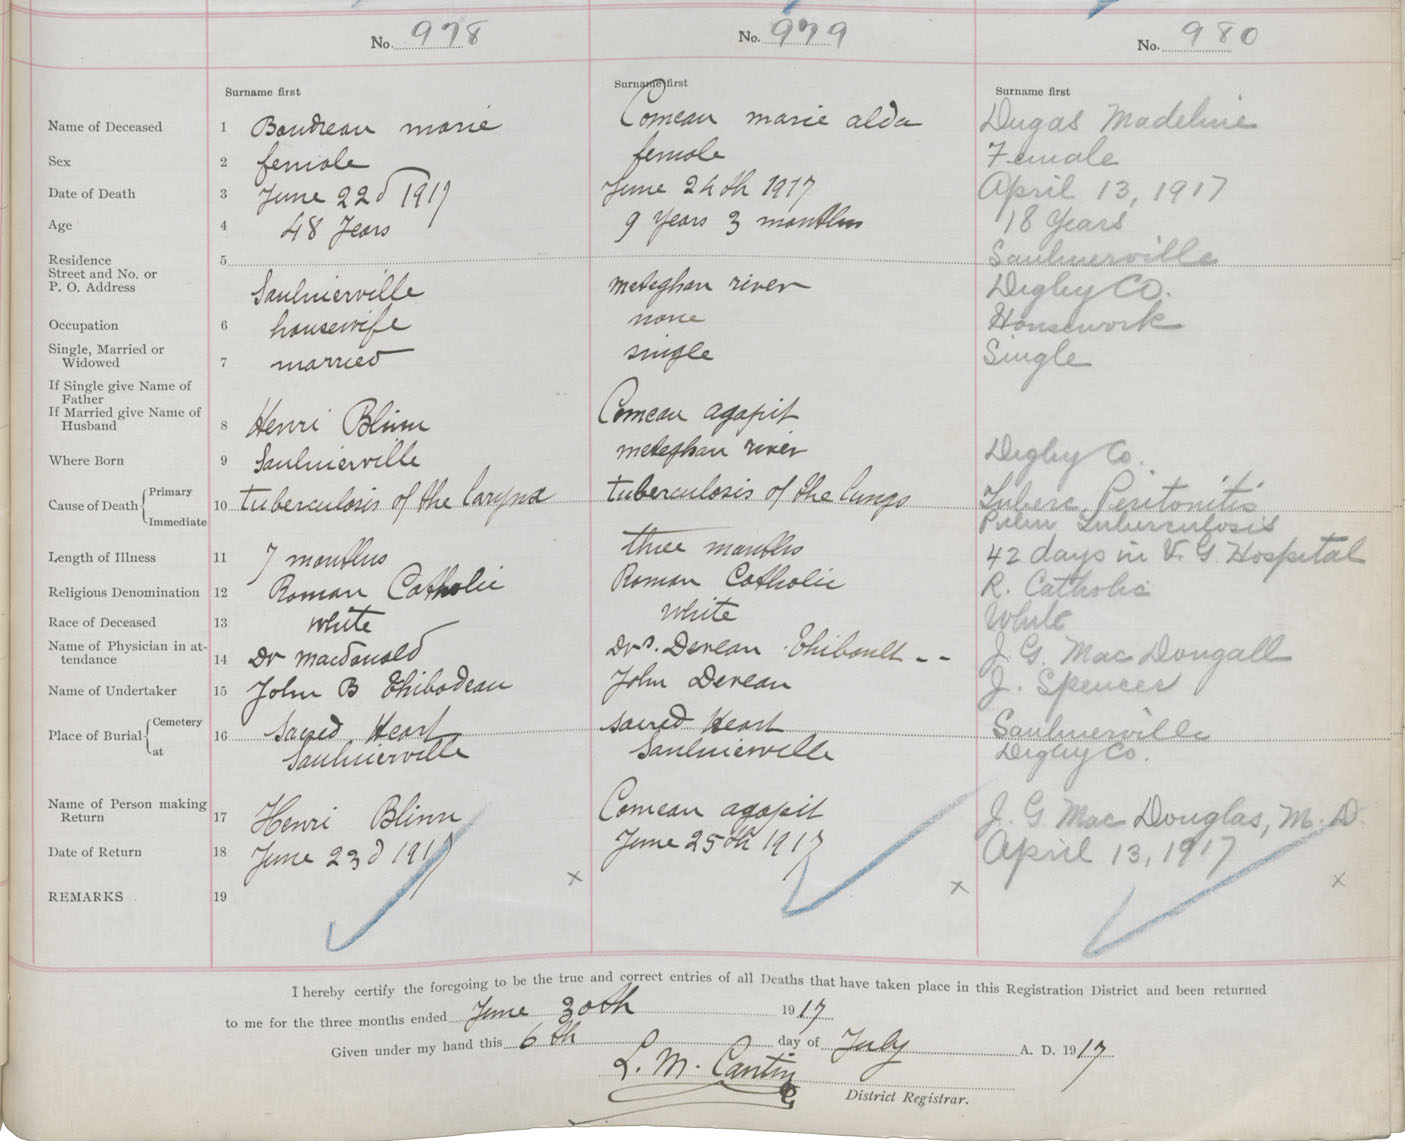 No. 978 No. 979 No. 980
Surname first Surname first Surname first
Name of Deceased 1 Boudreau marie Comeau marie alda Dugas Madeline
Sex 2 female female Female
Date of Death 3 June 22d 1917 June 24th 1917 April 13, 1917
Age 4 48 Years 9 years 3 months 18 Years
Residence 5 Saulnierville
Street and No. or
P. O. Address Saulnierville meteghan river Digby Co.
Occupation 6 housewife none Housework
Single, Married or
Widowed 7 married single Single
If Single give Name of
Father
If Married give Name of
Husband 8 Henri Blinn Comeau agapit
Where Born 9 Saulnierville meteghan river Digby Co.
Cause of Death { Primary
Immediate 10 tuberculosis of the larynx tuberculosis of the lungs Tuberc. Peritonitis
Pulm Tuberculosis
Length of Illness 11 7 months three months 42 days in V. G. Hospital
Religious Denomination 12 Roman Catholic Roman Catholic R. Catholic
Race of Deceased 13 White White White
Name of Physician in at-
tendance 14 Dr macdonald Drs. Deveau Thibault -- J. G. Mac Dougall
Name of Undertaker 15 John B Thibodeau John Deveau J. Spencer
Place of Burial { Cemetery
at 16 Sacred Heart sacred Heart Saulnierville
Saulnierville Saulnierville Digby Co.
Name of Person making
Return 17 Henri Blinn Comeau agapit J. G. Mac Douglas, M. D.
Date of Return 18 June 23d 1917 June 25th 1917 April 13, 1917
REMARKS 19 x x x
I hereby certify the foregoing to be the true and correct entries of all Deaths that have taken place in this Registration District and been returned
to me for the three months ended June 30th 1917
Given under my hand this 6th day of July A. D. 1917
L. M. Cantin
District Registrar.